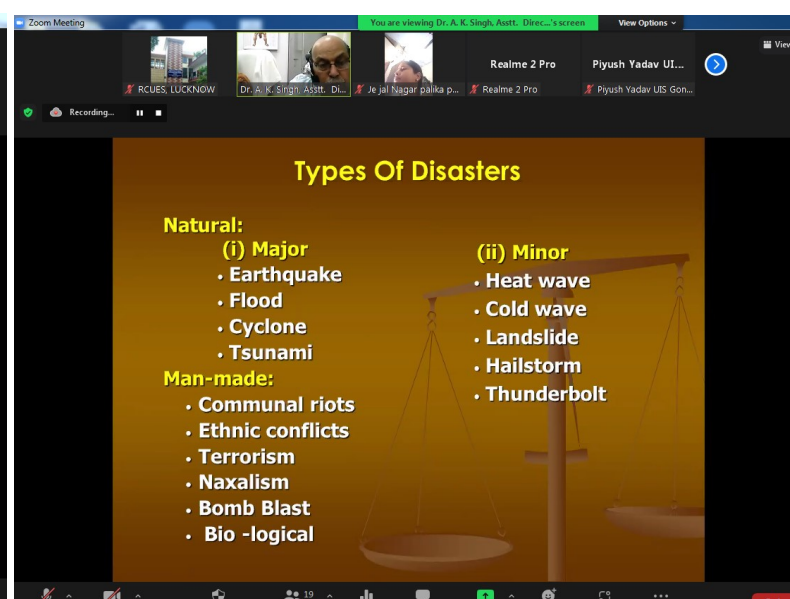 Zoom Meeting
You are viewing Dr. A. K. Singh, Asstt. Direc...'s screen
View Options
View
RCUES, LUCKNOW
Dr. A. K. Singh, Asstt. Di...
Je jal Nagar palika p...
Realme 2 Pro
Realme 2 Pro
Piyush Yadav UI...
Piyush Yadav UIS Gon...
Recording...
Types Of Disasters
Natural:
(i) Major
• Earthquake
• Flood
• Cyclone
• Tsunami
Man-made:
• Communal riots
• Ethnic conflicts
• Terrorism
• Naxalism
• Bomb Blast
• Bio -logical
(ii) Minor
• Heat wave
• Cold wave
• Landslide
• Hailstorm
• Thunderbolt
19